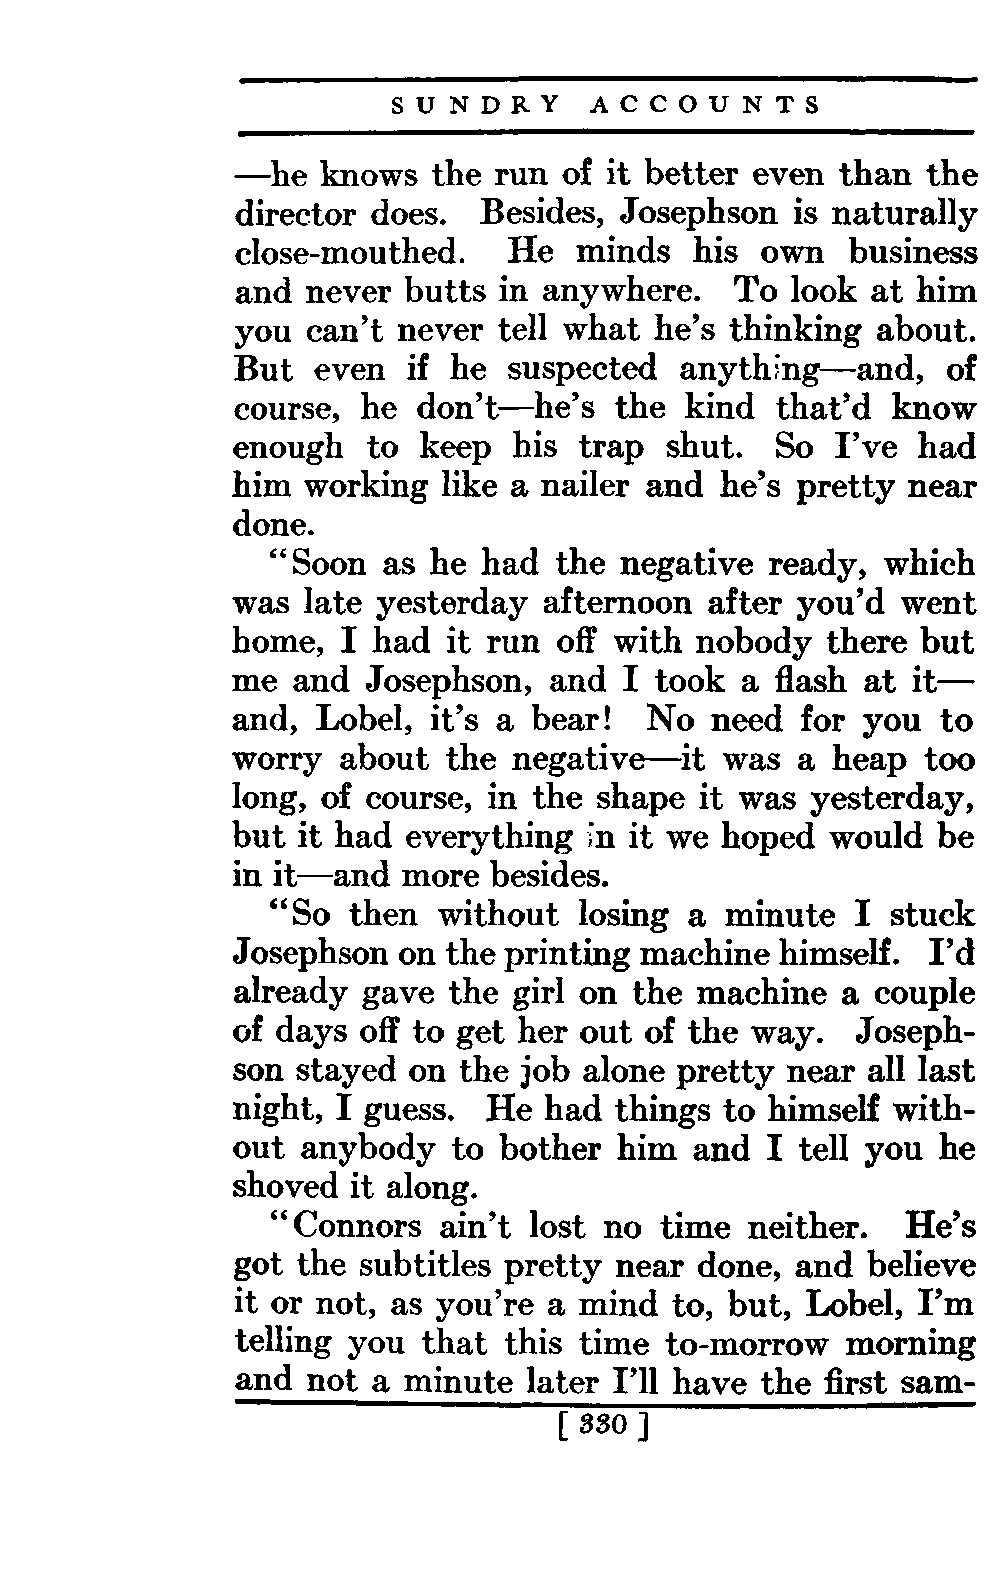 SUNDRY ACCOUNTS
—he knows the run of it better even than the
director does. Besides, Josephson is naturally
close-mouthed. He minds his own business
and never butts in anywhere. To look at him
you can't never tell what he's thinking about.
But even if he suspected anything—and, of
course, he don't—he's the kind that'd know
enough to keep his trap shut. So I've had
him working like a nailer and he's pretty near
done.
"Soon as he had the negative ready, which
was late yesterday afternoon after you'd went
home, I had it run off with nobody there but
me and Josephson, and I took a flash at it—
and, Lobel, it's a bear! No need for you to
worry about the negative—it was a heap too
long, of course, in the shape it was yesterday,
but it had everything in it we hoped would be
in it—and more besides.
"So then without losing a minute I stuck
Josephson on the printing machine himself. I'd
already gave the girl on the machine a couple
of days off to get her out of the way. Joseph-
son stayed on the job alone pretty near all last
night, I guess. He had things to himself with-
out anybody to bother him and I tell you he
shoved it along.
"Connors ain't lost no time neither. He's
got the subtitles pretty near done, and believe
it or not, as you're a mind to, but, Lobel, I'm
telling you that this time to-morrow morning
and not a minute later I'll have the first sam-
[ 330 ]